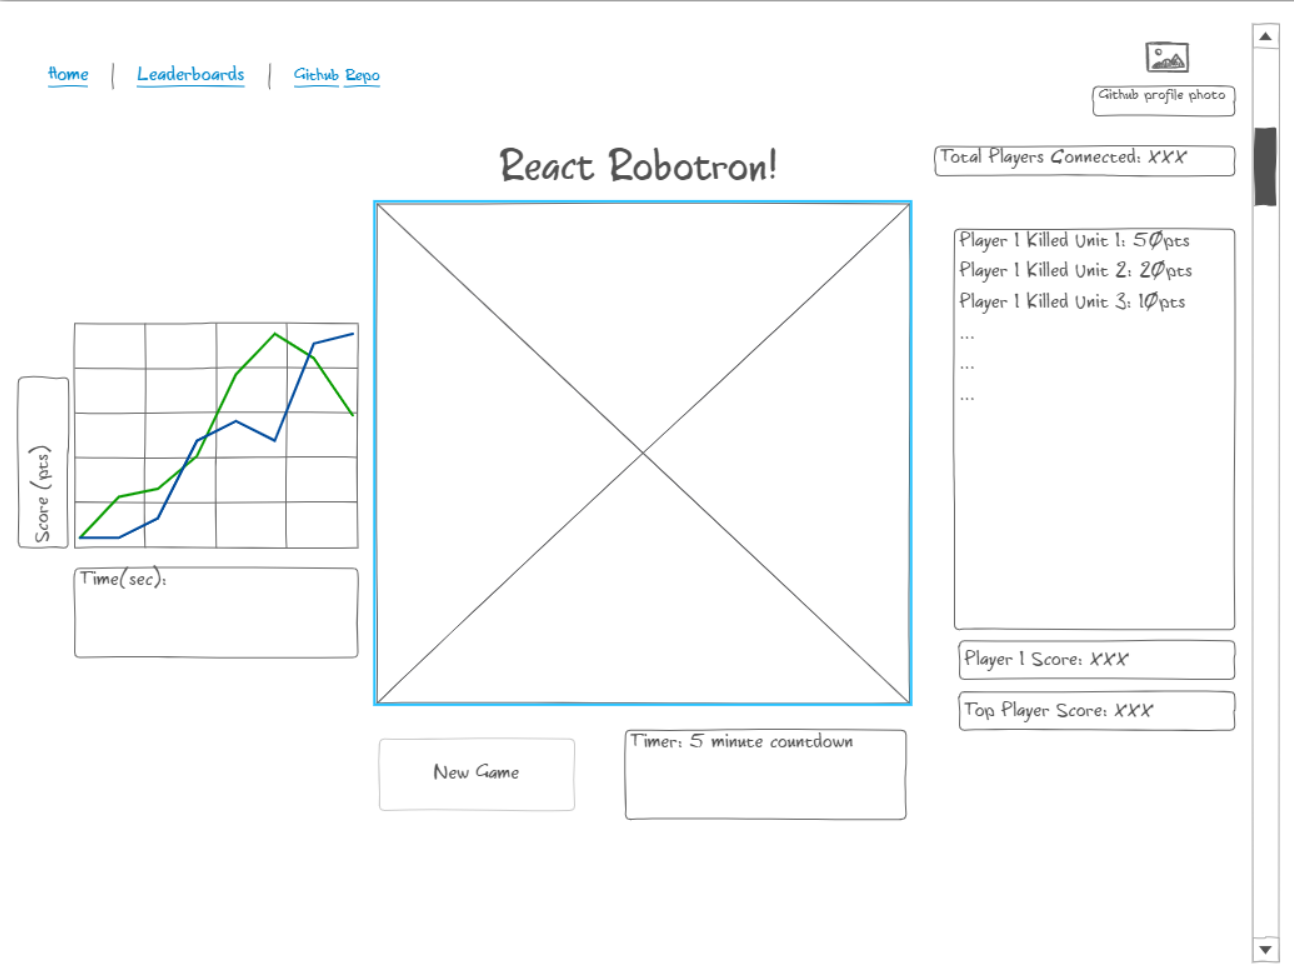 Home | Leaderboards | Github Repo
Github profile photo
React Robotron!
Total Players Connected: XXX
Player 1 Killed Unit 1: 50pts
Player 1 Killed Unit 2: 20pts
Player 1 Killed Unit 3: 10pts
...
...
...
Score (pts)
Time(sec):
Player 1 Score: XXX
Top Player Score: XXX
New Game
Timer: 5 minute countdown